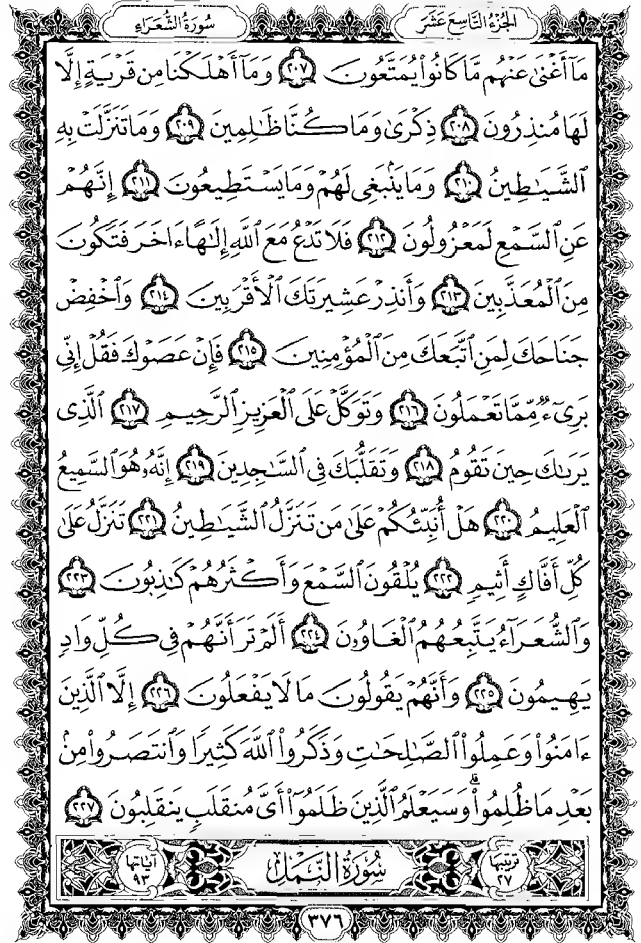 الجزء التاسع عشر
سورة الشعراء
مَآ أَغْنَىٰ عَنْهُم مَّا كَانُوا۟ يُمَتَّعُونَ ٢٠٧ وَمَآ أَهْلَكْنَا مِن قَرْيَةٍ إِلَّا
لَهَا مُنذِرُونَ ٢٠٨ ذِكْرَىٰ وَمَا كُنَّا ظَـٰلِمِينَ ٢٠٩ وَمَا تَنَزَّلَتْ بِهِ
ٱلشَّيَـٰطِينُ ٢١٠ وَمَا يَنۢبَغِى لَهُمْ وَمَا يَسْتَطِيعُونَ ٢١١ إِنَّهُمْ
عَنِ ٱلسَّمْعِ لَمَعْزُولُونَ ٢١٢ فَلَا تَدْعُ مَعَ ٱللَّهِ إِلَـٰهًا ءَاخَرَ فَتَكُونَ
مِنَ ٱلْمُعَذَّبِينَ ٢١٣ وَأَنذِرْ عَشِيرَتَكَ ٱلْأَقْرَبِينَ ٢١٤ وَٱخْفِضْ
جَنَاحَكَ لِمَنِ ٱتَّبَعَكَ مِنَ ٱلْمُؤْمِنِينَ ٢١٥ فَإِنْ عَصَوْكَ فَقُلْ إِنِّى
بَرِىٓءٌ مِّمَّا تَعْمَلُونَ ٢١٦ وَتَوَكَّلْ عَلَى ٱلْعَزِيزِ ٱلرَّحِيمِ ٢١٧ ٱلَّذِى
يَرَىٰكَ حِينَ تَقُومُ ٢١٨ وَتَقَلُّبَكَ فِى ٱلسَّـٰجِدِينَ ٢١٩ إِنَّهُۥ هُوَ ٱلسَّمِيعُ
ٱلْعَلِيمُ ٢٢٠ هَلْ أُنَبِّئُكُمْ عَلَىٰ مَن تَنَزَّلُ ٱلشَّيَـٰطِينُ ٢٢١ تَنَزَّلُ عَلَىٰ
كُلِّ أَفَّاكٍ أَثِيمٍ ٢٢٢ يُلْقُونَ ٱلسَّمْعَ وَأَكْثَرُهُمْ كَـٰذِبُونَ ٢٢٣
وَٱلشُّعَرَآءُ يَتَّبِعُهُمُ ٱلْغَاوُۥنَ ٢٢٤ أَلَمْ تَرَ أَنَّهُمْ فِى كُلِّ وَادٍ
يَهِيمُونَ ٢٢٥ وَأَنَّهُمْ يَقُولُونَ مَا لَا يَفْعَلُونَ ٢٢٦ إِلَّا ٱلَّذِينَ
ءَامَنُوا۟ وَعَمِلُوا۟ ٱلصَّـٰلِحَـٰتِ وَذَكَرُوا۟ ٱللَّهَ كَثِيرًا وَٱنتَصَرُوا۟ مِنۢ
بَعْدِ مَا ظُلِمُوا۟ ۗ وَسَيَعْلَمُ ٱلَّذِينَ ظَلَمُوٓا۟ أَىَّ مُنقَلَبٍ يَنقَلِبُونَ ٢٢٧
ترتيبها ٢٧
سورة النمل
آياتها ٩٣
٣٧٦